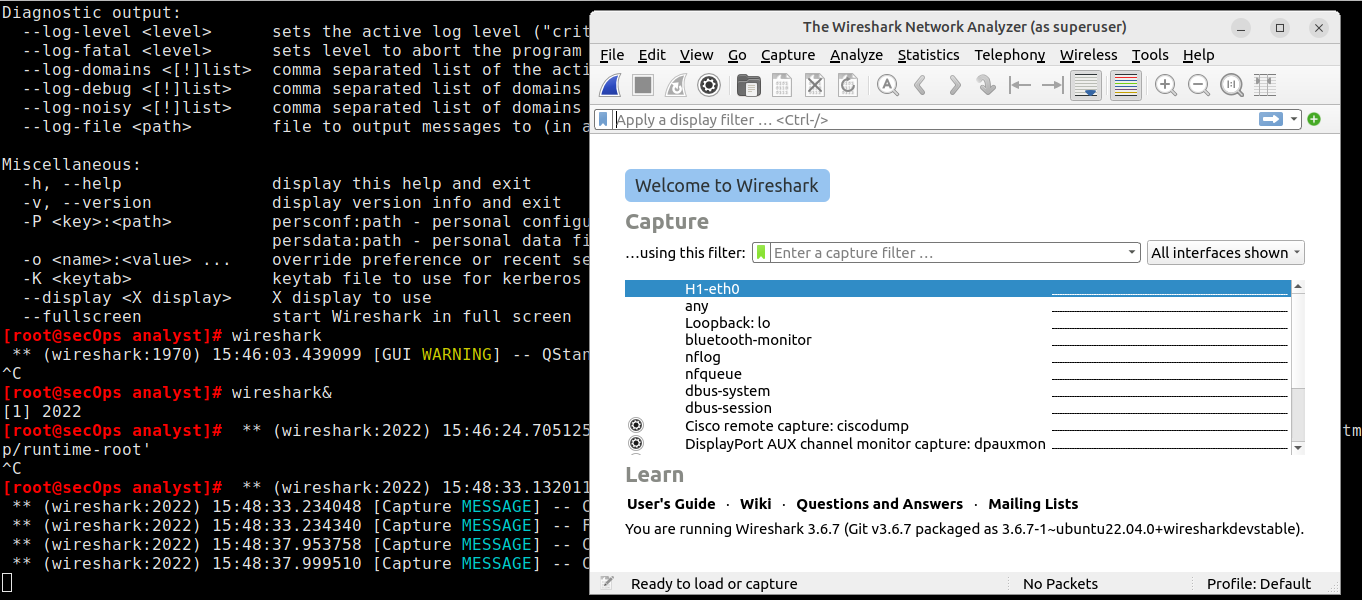 Diagnostic output:
--log-level <level> sets the active log level ("crit
--log-fatal <level> sets level to abort the program
--log-domains <[!]list> comma separated list of the acti
--log-debug <[!]list> comma separated list of domains
--log-noisy <[!]list> comma separated list of domains
--log-file <path> file to output messages to (in a
Miscellaneous:
-h, --help display this help and exit
-v, --version display version info and exit
-P <key>:<path> persconf:path - personal configu
persdata:path - personal data fi
-o <name>:<value> ... override preference or recent se
-K <keytab> keytab file to use for kerberos
--display <X display> X display to use
--fullscreen start Wireshark in full screen
[root@secOps analyst]# wireshark
** (wireshark:1970) 15:46:03.439099 [GUI WARNING] -- QStan
^C
[root@secOps analyst]# wireshark&
[1] 2022
[root@secOps analyst]# ** (wireshark:2022) 15:46:24.705125
tm
p/runtime-root'
^C
[root@secOps analyst]# ** (wireshark:2022) 15:48:33.132011
** (wireshark:2022) 15:48:33.234048 [Capture MESSAGE] -- C
** (wireshark:2022) 15:48:33.234340 [Capture MESSAGE] -- F
** (wireshark:2022) 15:48:37.953758 [Capture MESSAGE] -- C
** (wireshark:2022) 15:48:37.999510 [Capture MESSAGE] -- C
The Wireshark Network Analyzer (as superuser)
File Edit View Go Capture Analyze Statistics Telephony Wireless Tools Help
Apply a display filter … <Ctrl-/>
Welcome to Wireshark
Capture
…using this filter: Enter a capture filter … All interfaces shown
H1-eth0
any
Loopback: lo
bluetooth-monitor
nflog
nfqueue
dbus-system
dbus-session
Cisco remote capture: ciscodump
DisplayPort AUX channel monitor capture: dpauxmon
Learn
User's Guide · Wiki · Questions and Answers · Mailing Lists
You are running Wireshark 3.6.7 (Git v3.6.7 packaged as 3.6.7-1~ubuntu22.04.0+wiresharkdevstable).
Ready to load or capture No Packets Profile: Default